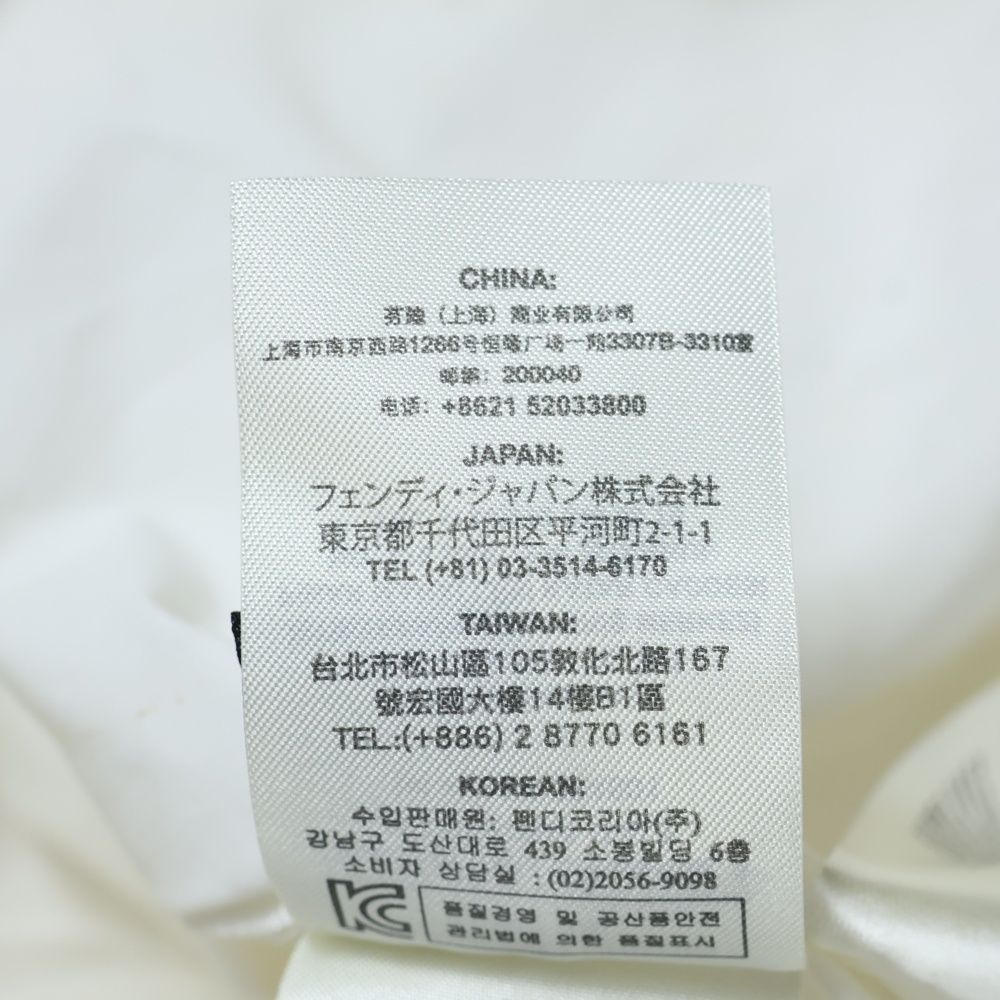 CHINA:
芬迪（上海）商业有限公司
上海市南京西路1266号恒隆广场一期3307B-3310室
邮编: 200040
电话: +8621 52033800
JAPAN:
フェンディ・ジャパン株式会社
東京都千代田区平河町2-1-1
TEL (+81) 03-3514-6170
TAIWAN:
台北市松山區105敦化北路167
號宏國大樓14樓B1區
TEL.:(+886) 2 8770 6161
KOREAN:
수입판매원: 펜디코리아(주)
강남구 도산대로 439 소봉빌딩 6층
소비자 상담실 : (02)2056-9098
KC
품질경영 및 공산품안전
관리법에 의한 품질표시